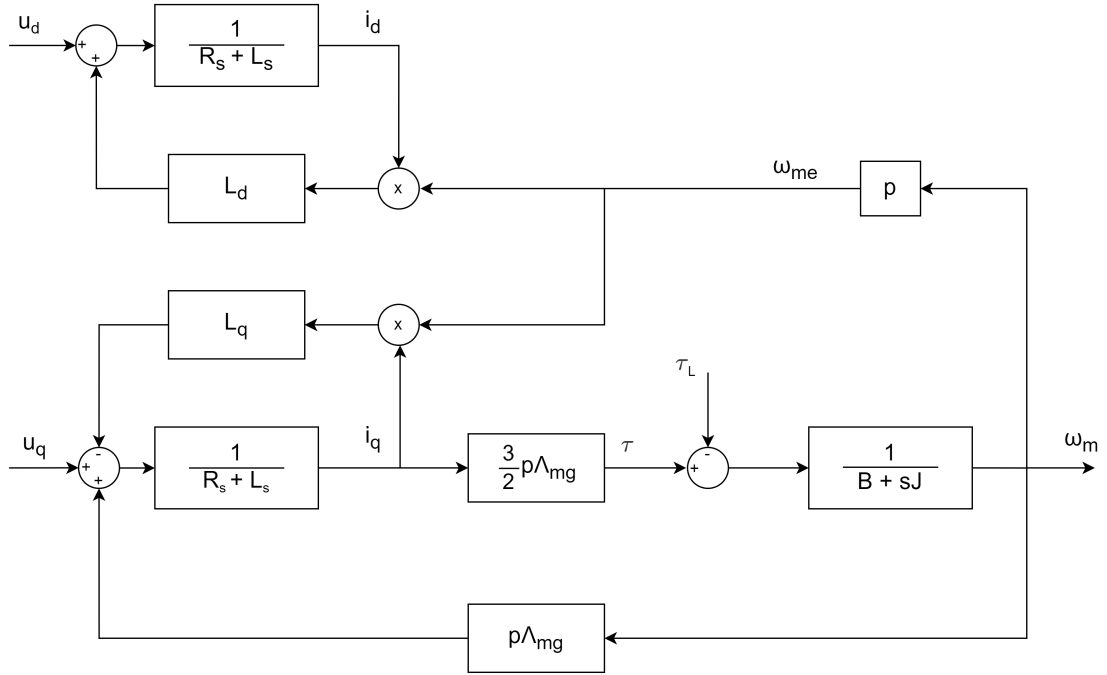 u_d
+
+
1
R_s + L_s
i_d
L_d
x
ω_me
p
L_q
x
u_q
-
+
+
1
R_s + L_s
i_q
3
2
pΛ_mg
τ
τ_L
-
+
1
B + sJ
ω_m
pΛ_mg